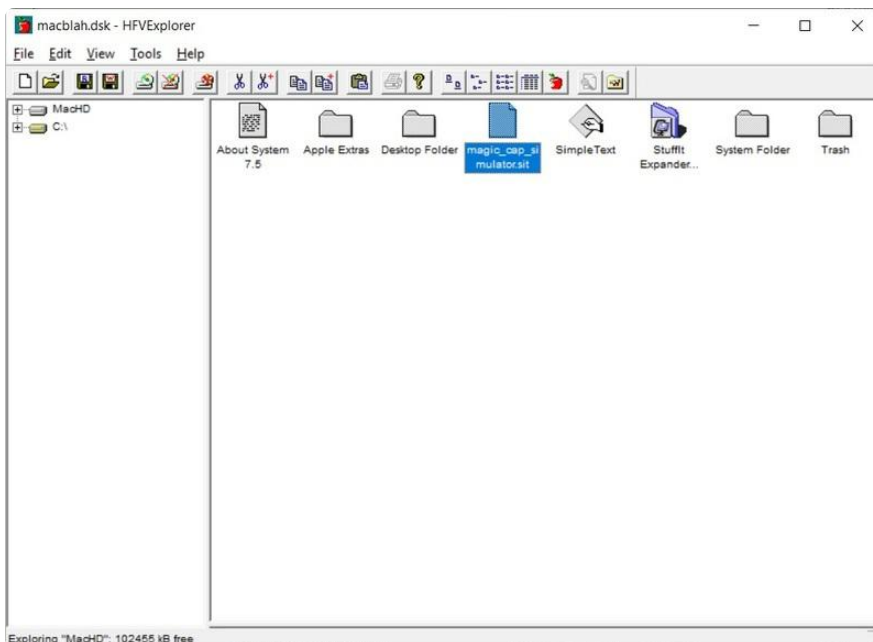 macblah.dsk - HFVExplorer
File Edit View Tools Help
MacHD
C:\
About System
7.5
Apple Extras
Desktop Folder
magic_cap_si
mulator.sit
SimpleText
StuffIt
Expander...
System Folder
Trash
Exploring "MacHD": 102455 kB free